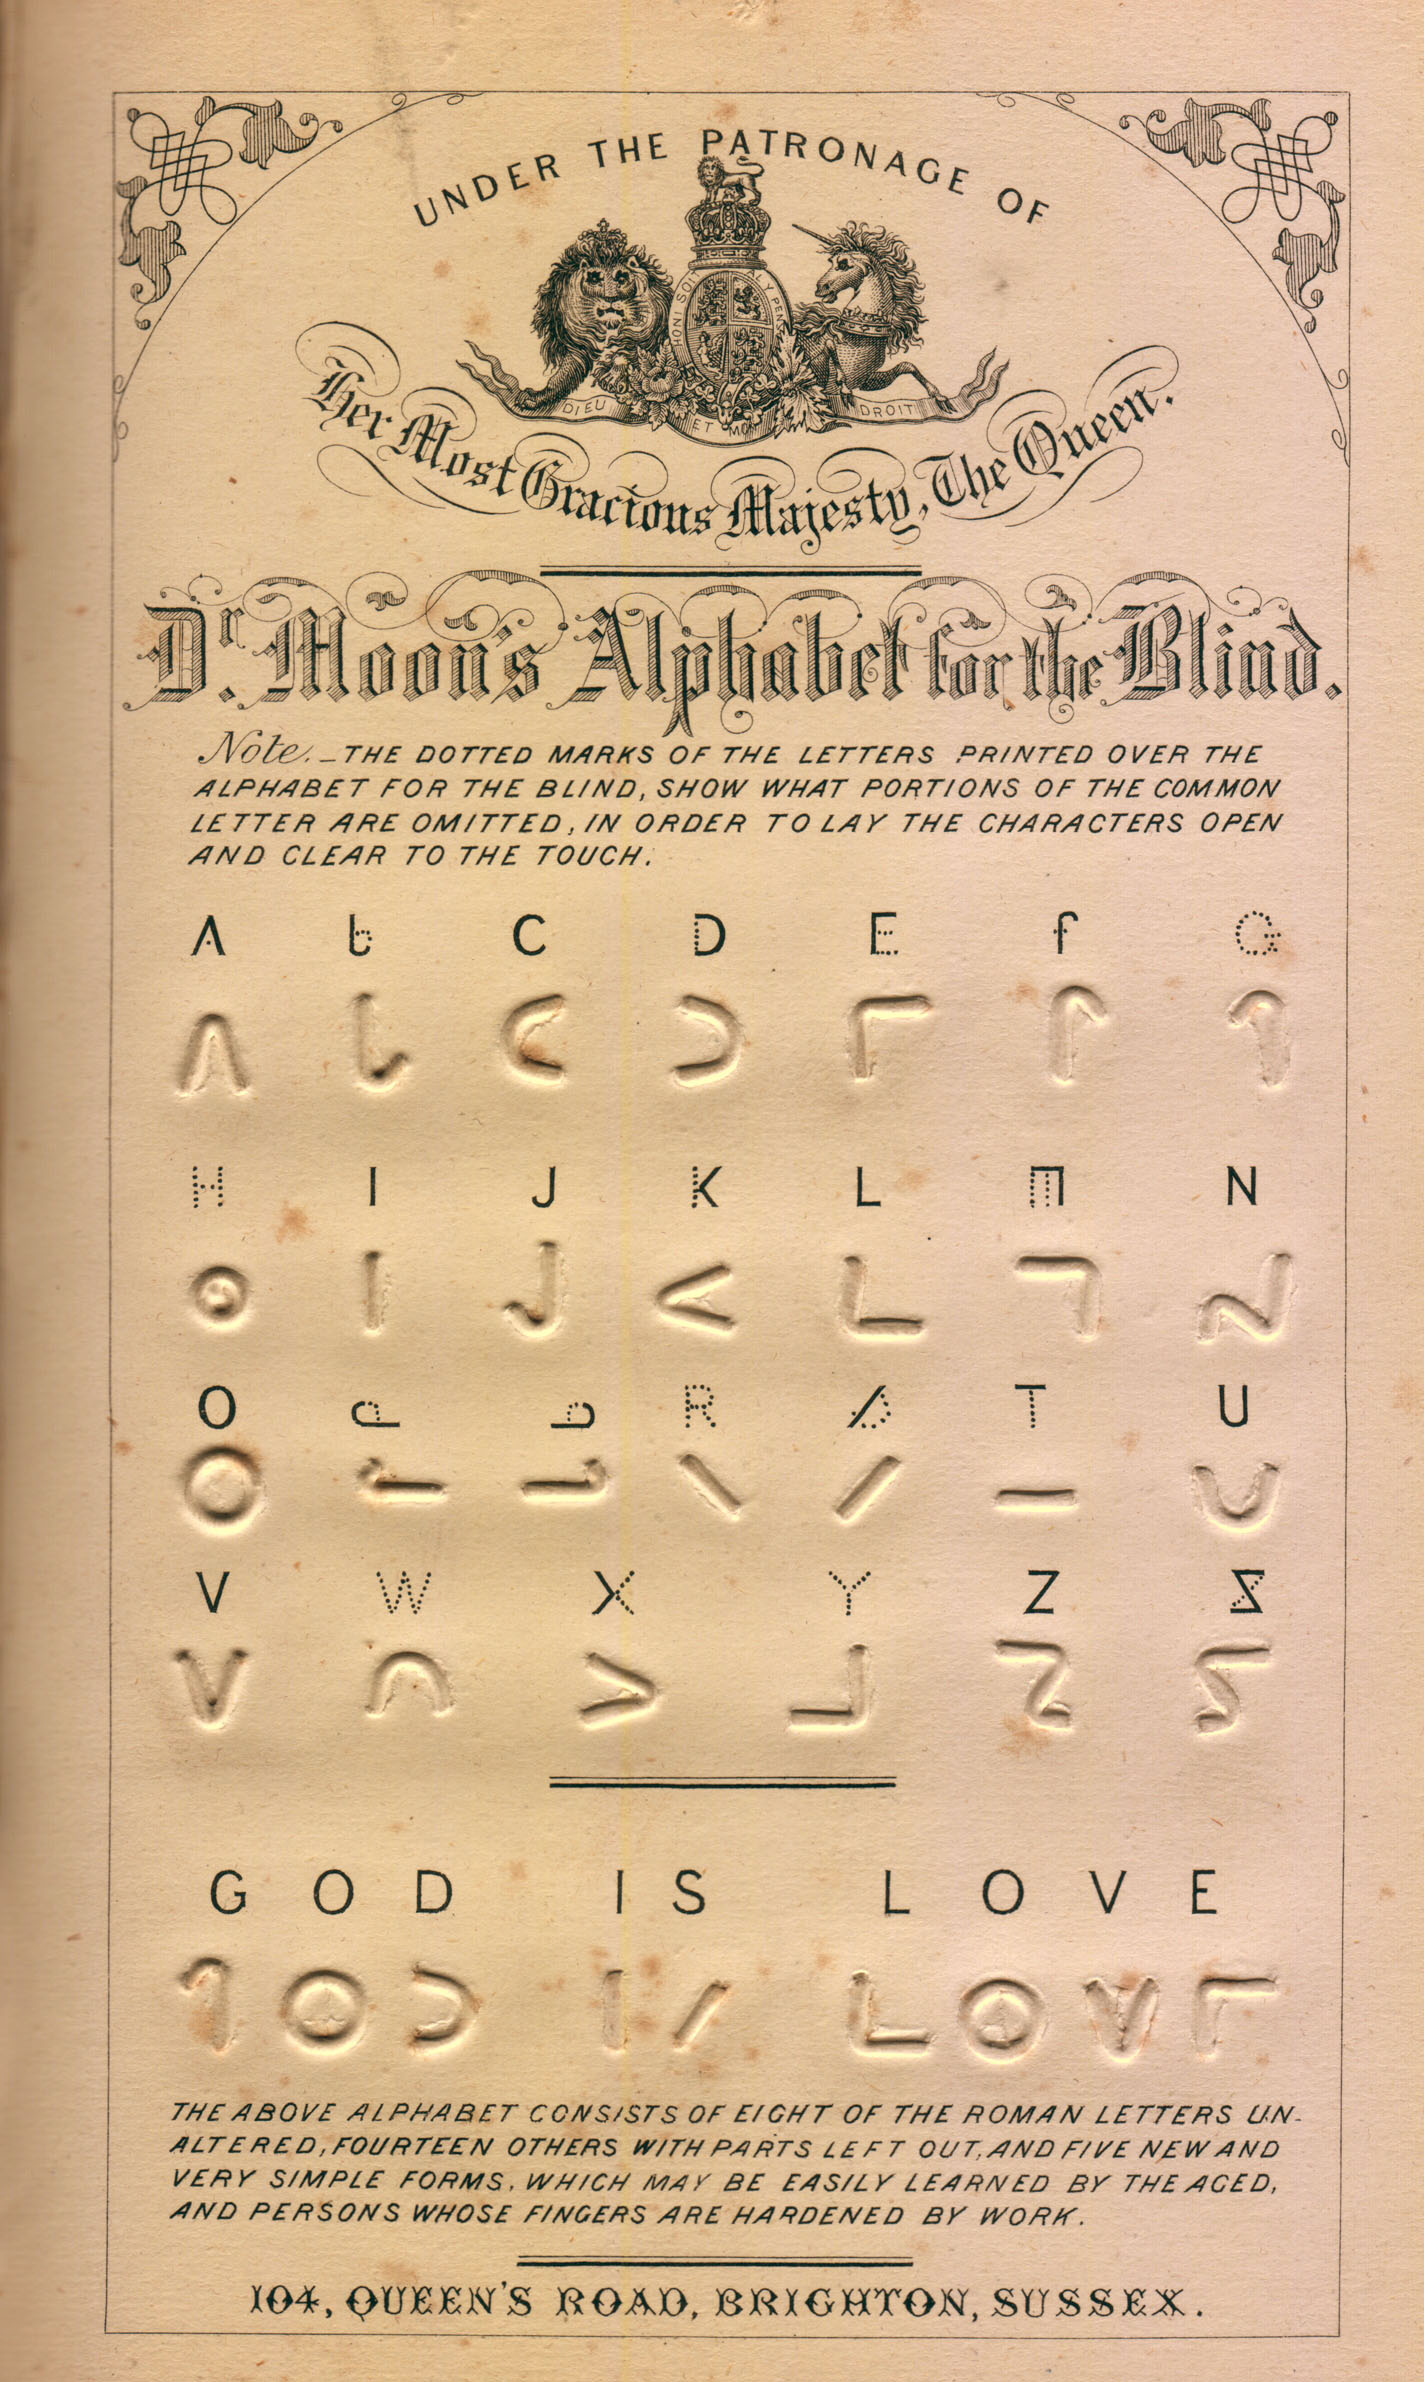 UNDER THE PATRONAGE OF
HONI SOIT
Y PENS
DIEU ET MON DROIT
Her Most Gracious Majesty, The Queen.
Dr. Moon's Alphabet for the Blind.
Note._THE DOTTED MARKS OF THE LETTERS PRINTED OVER THE
ALPHABET FOR THE BLIND, SHOW WHAT PORTIONS OF THE COMMON
LETTER ARE OMITTED, IN ORDER TO LAY THE CHARACTERS OPEN
AND CLEAR TO THE TOUCH.
A b C D E f G
H I J K L M N
O P q R S T U
V W X Y Z &
GOD IS LOVE
THE ABOVE ALPHABET CONSISTS OF EIGHT OF THE ROMAN LETTERS UN-
ALTERED, FOURTEEN OTHERS WITH PARTS LEFT OUT, AND FIVE NEW AND
VERY SIMPLE FORMS, WHICH MAY BE EASILY LEARNED BY THE AGED,
AND PERSONS WHOSE FINGERS ARE HARDENED BY WORK.
104, QUEEN'S ROAD, BRIGHTON, SUSSEX.